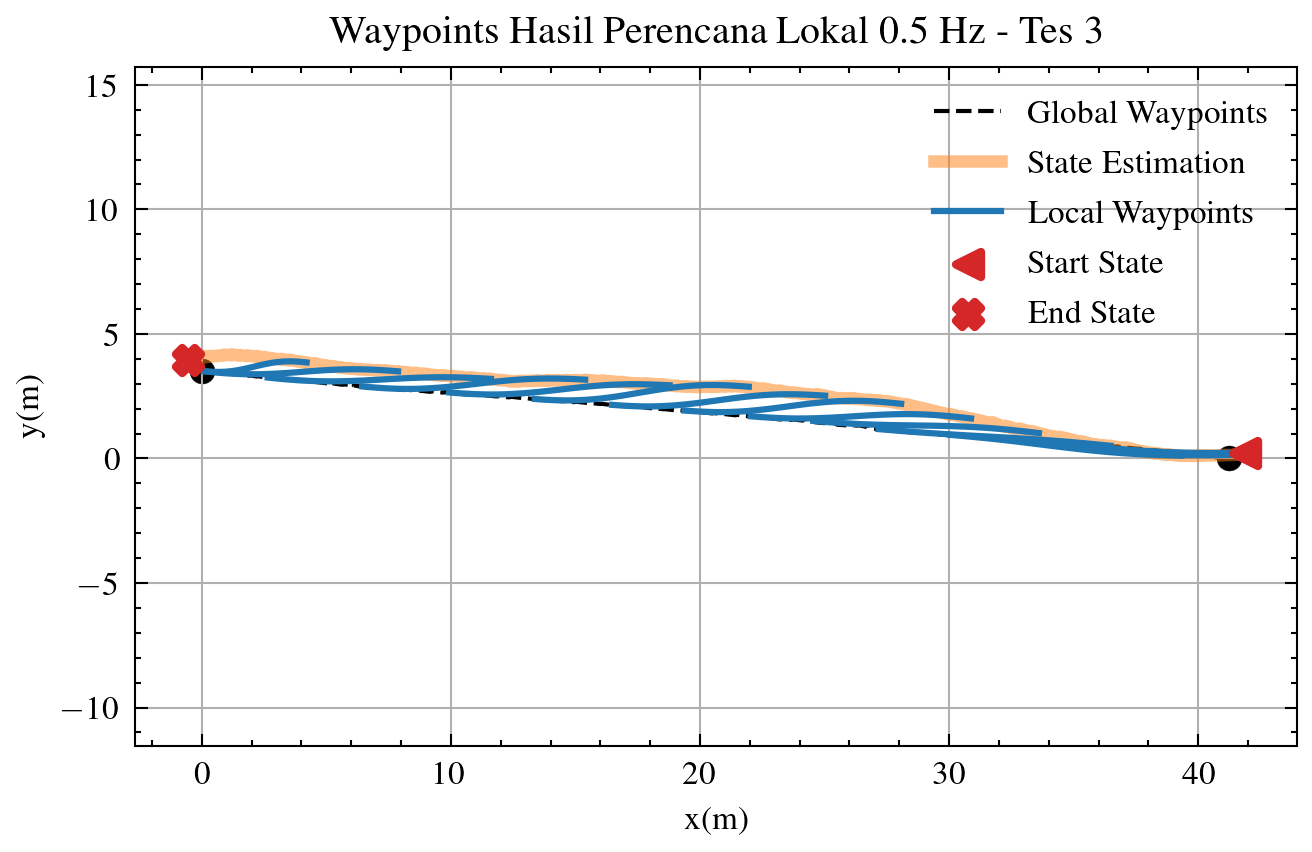 Waypoints Hasil Perencana Lokal 0.5 Hz - Tes 3
15
10
5
0
−5
−10
y(m)
Global Waypoints
State Estimation
Local Waypoints
Start State
End State
0 10 20 30 40
x(m)